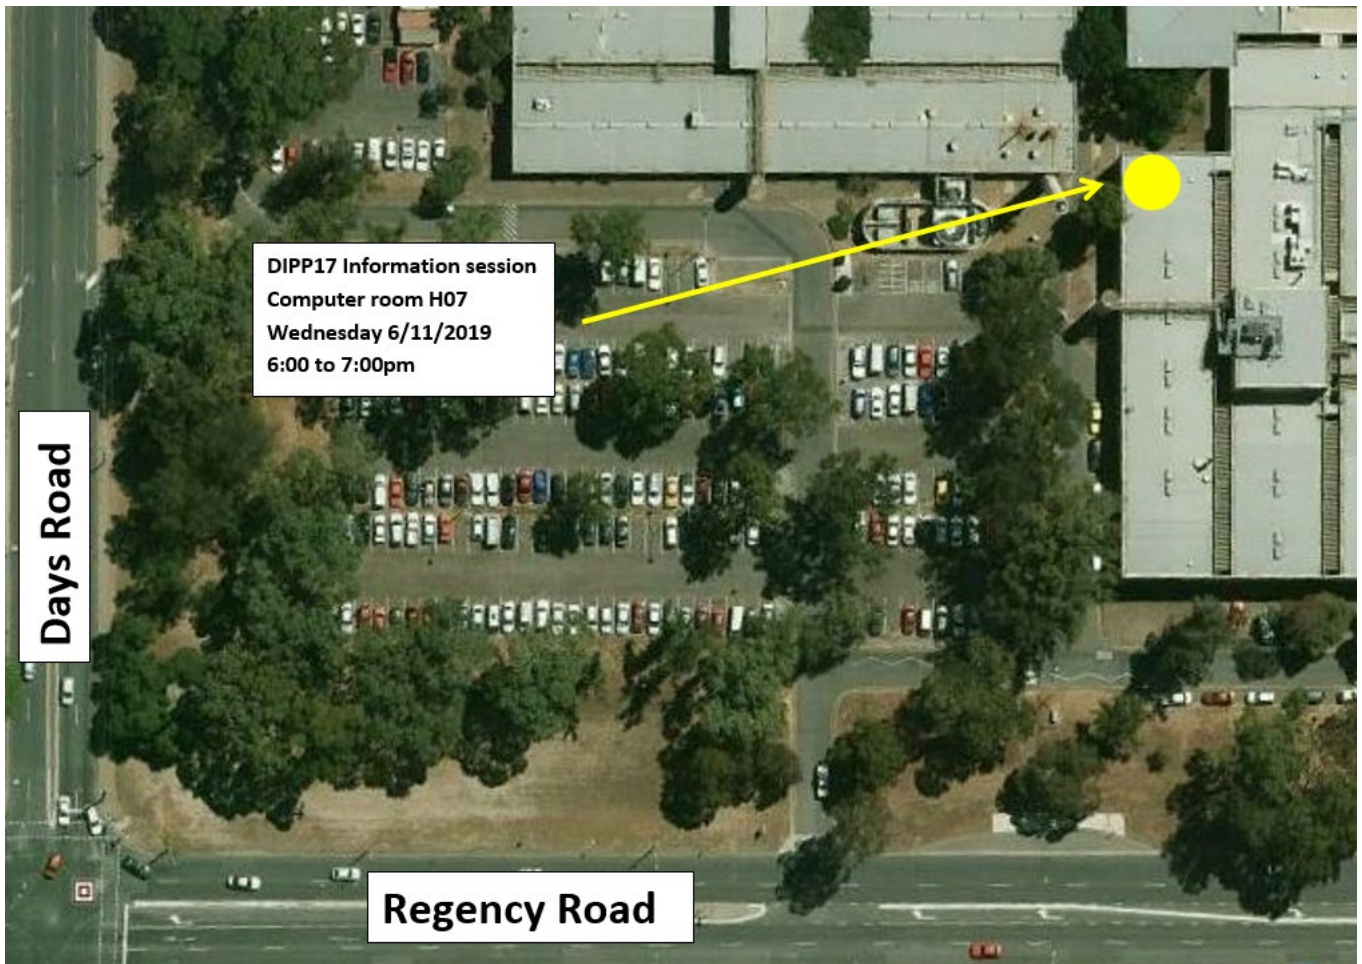 DIPP17 Information session
Computer room H07
Wednesday 6/11/2019
6:00 to 7:00pm
Days Road
Regency Road